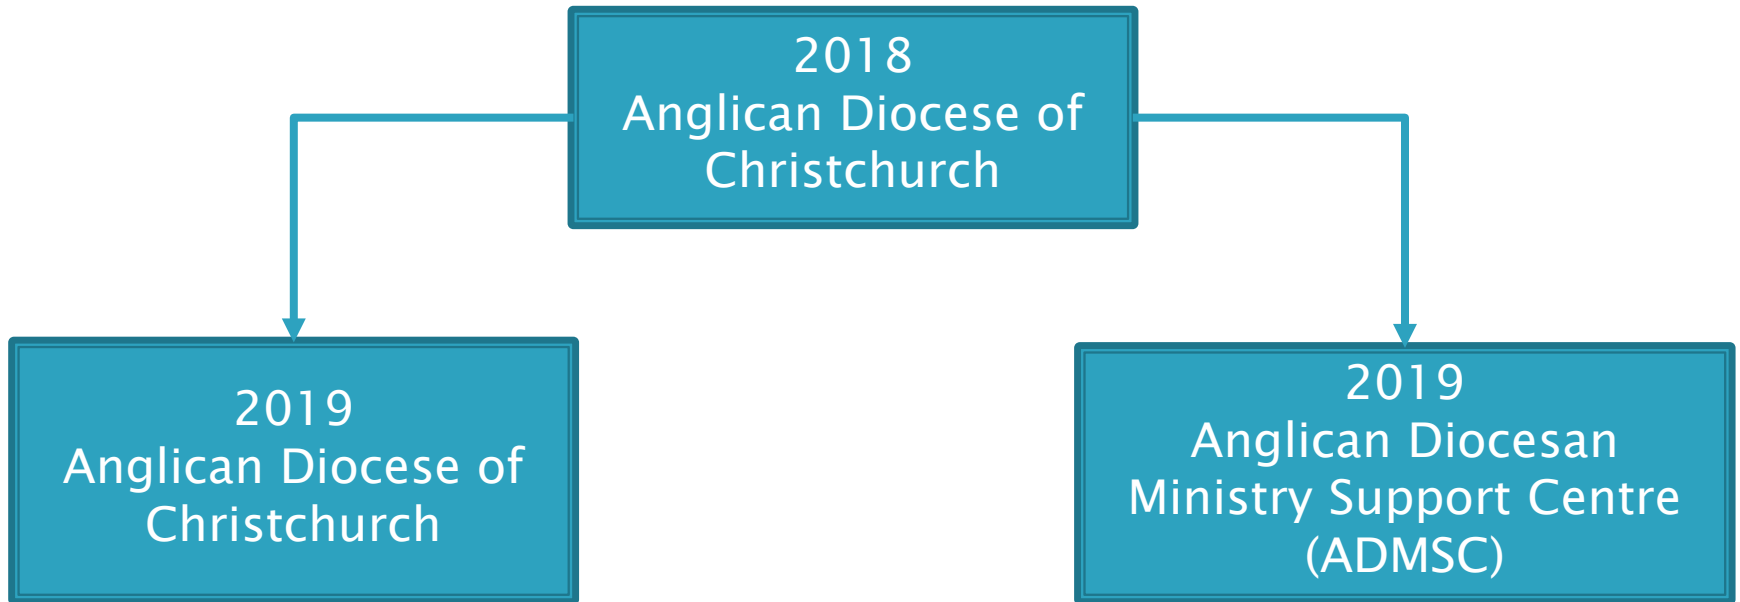 2018
Anglican Diocese of
Christchurch
2019
Anglican Diocese of
Christchurch
2019
Anglican Diocesan
Ministry Support Centre
(ADMSC)